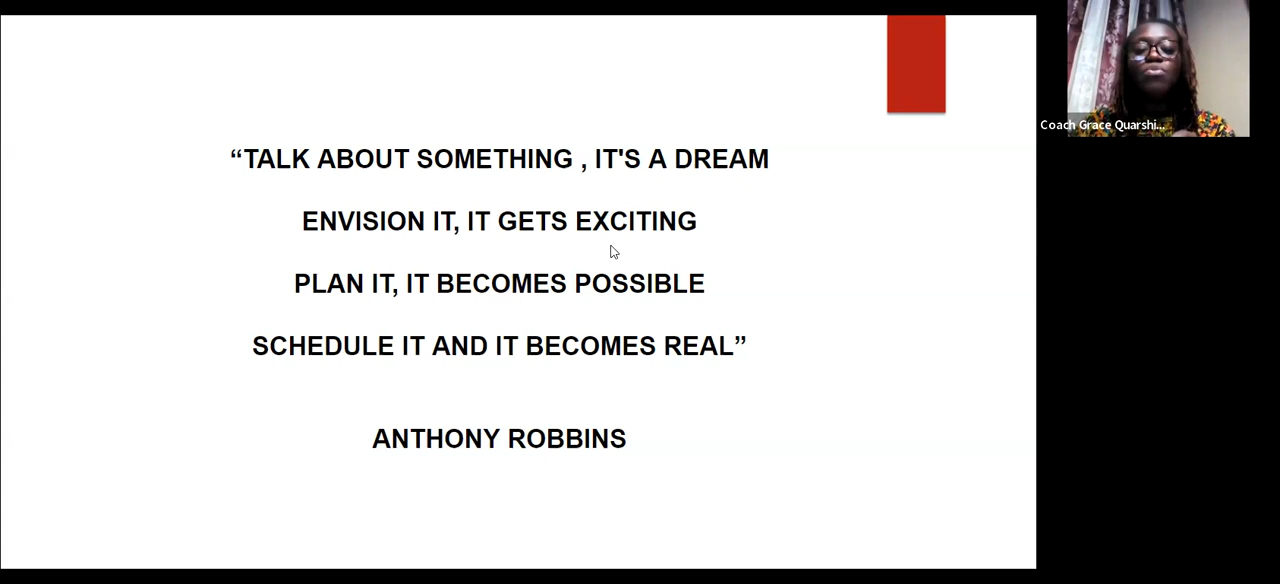 “TALK ABOUT SOMETHING , IT'S A DREAM
ENVISION IT, IT GETS EXCITING
PLAN IT, IT BECOMES POSSIBLE
SCHEDULE IT AND IT BECOMES REAL”
ANTHONY ROBBINS
Coach Grace Quarshi...